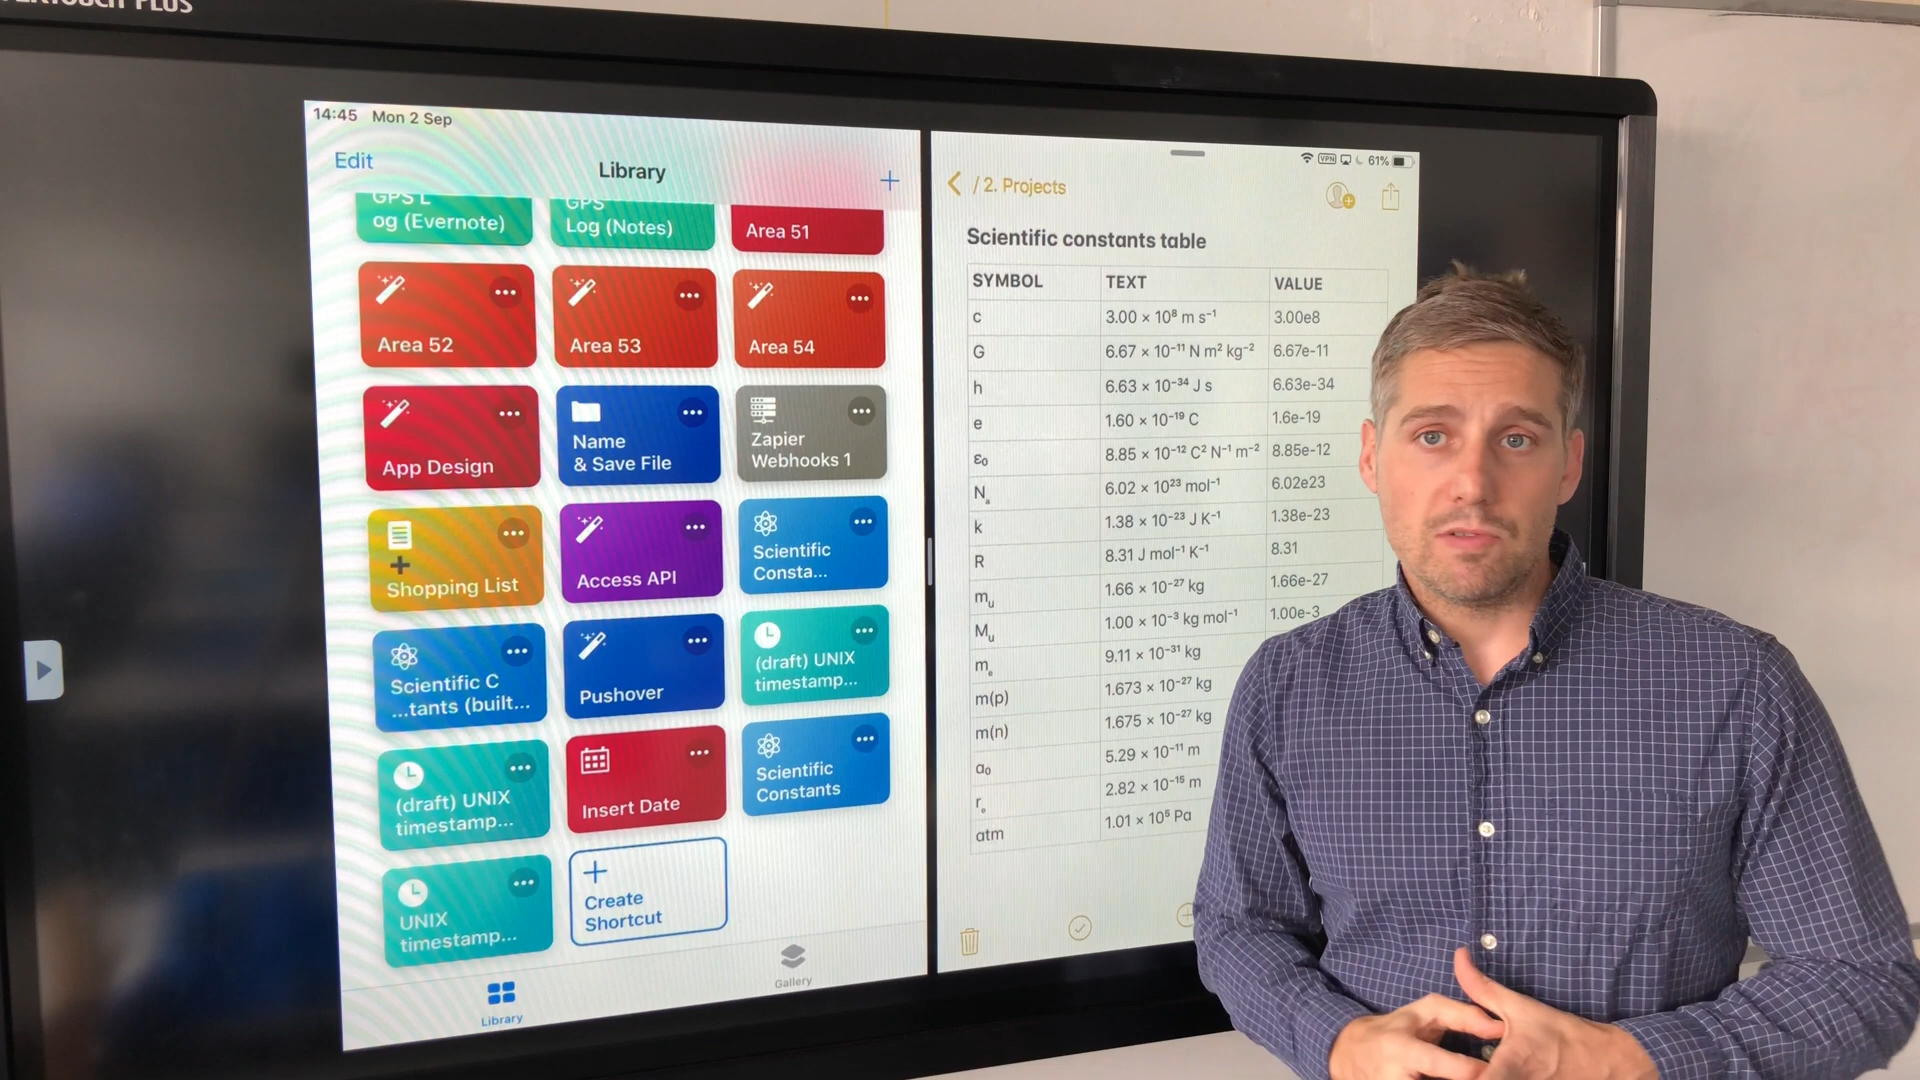 PLUS
14:45 Mon 2 Sep
Edit
Library
+
GPS L
og (Evernote)
GPS
Log (Notes)
Area 51
Area 52
Area 53
Area 54
App Design
Name
& Save File
Zapier
Webhooks 1
Shopping List
Access API
Scientific
Consta...
Scientific C
...tants (built...
Pushover
(draft) UNIX
timestamp...
(draft) UNIX
timestamp...
Insert Date
Scientific
Constants
UNIX
timestamp...
Create
Shortcut
Library
Gallery
VPN 61%
/ 2. Projects
Scientific constants table
SYMBOL TEXT VALUE
c 3.00 × 10⁸ m s⁻¹ 3.00e8
G 6.67 × 10⁻¹¹ N m² kg⁻² 6.67e-11
h 6.63 × 10⁻³⁴ J s 6.63e-34
e 1.60 × 10⁻¹⁹ C 1.6e-19
ε₀ 8.85 × 10⁻¹² C² N⁻¹ m⁻² 8.85e-12
Nₐ 6.02 × 10²³ mol⁻¹ 6.02e23
k 1.38 × 10⁻²³ J K⁻¹ 1.38e-23
R 8.31 J mol⁻¹ K⁻¹ 8.31
mᵤ 1.66 × 10⁻²⁷ kg 1.66e-27
Mᵤ 1.00 × 10⁻³ kg mol⁻¹ 1.00e-3
mₑ 9.11 × 10⁻³¹ kg
m(p) 1.673 × 10⁻²⁷ kg
m(n) 1.675 × 10⁻²⁷ kg
a₀ 5.29 × 10⁻¹¹ m
rₑ 2.82 × 10⁻¹⁵ m
atm 1.01 × 10⁵ Pa